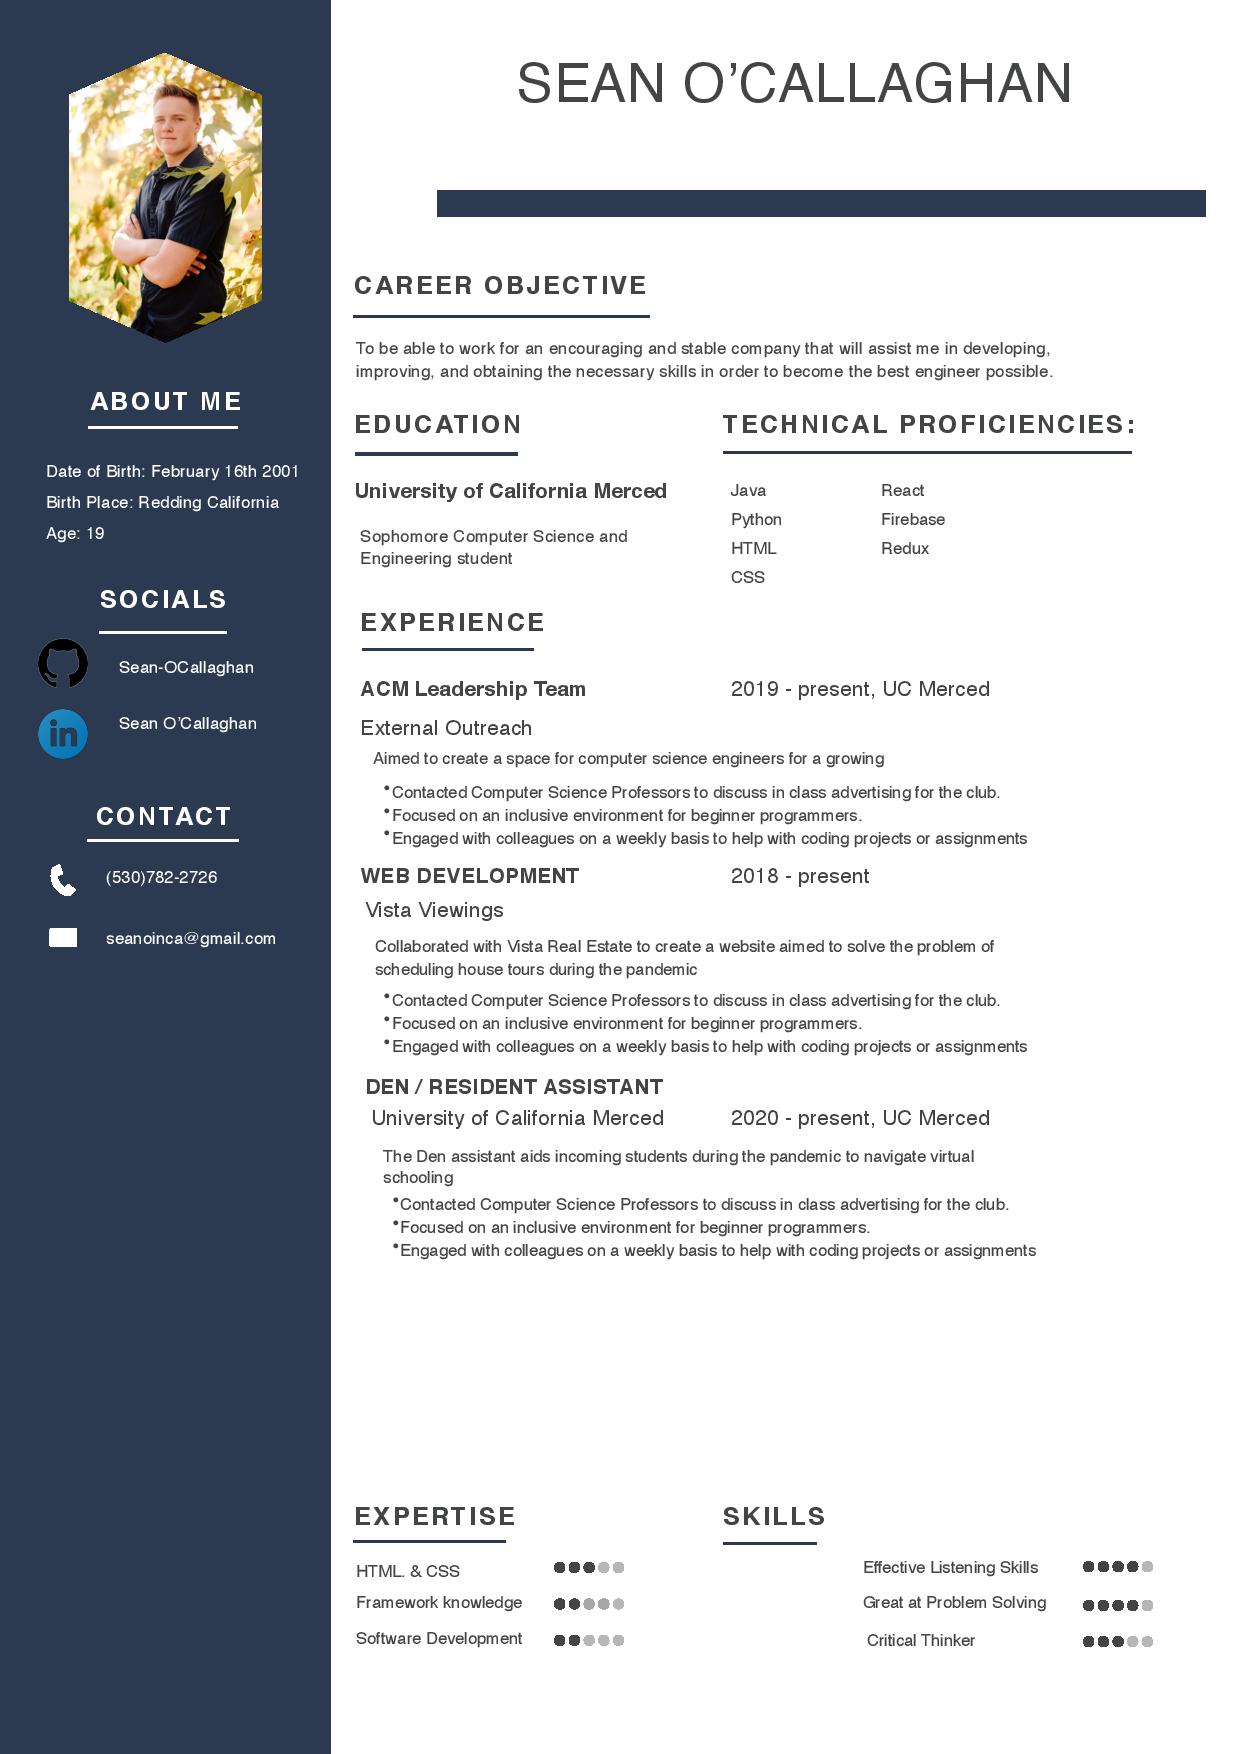 SEAN O’CALLAGHAN
ABOUT ME
Date of Birth: February 16th 2001
Birth Place: Redding California
Age: 19
SOCIALS
Sean-OCallaghan
in
Sean O’Callaghan
CONTACT
(530)782-2726
seanoinca@gmail.com
CAREER OBJECTIVE
To be able to work for an encouraging and stable company that will assist me in developing,
improving, and obtaining the necessary skills in order to become the best engineer possible.
EDUCATION
University of California Merced
Sophomore Computer Science and
Engineering student
TECHNICAL PROFICIENCIES:
Java
Python
HTML
CSS
React
Firebase
Redux
EXPERIENCE
ACM Leadership Team
2019 - present, UC Merced
External Outreach
Aimed to create a space for computer science engineers for a growing
•Contacted Computer Science Professors to discuss in class advertising for the club.
•Focused on an inclusive environment for beginner programmers.
•Engaged with colleagues on a weekly basis to help with coding projects or assignments
WEB DEVELOPMENT
2018 - present
Vista Viewings
Collaborated with Vista Real Estate to create a website aimed to solve the problem of
scheduling house tours during the pandemic
•Contacted Computer Science Professors to discuss in class advertising for the club.
•Focused on an inclusive environment for beginner programmers.
•Engaged with colleagues on a weekly basis to help with coding projects or assignments
DEN / RESIDENT ASSISTANT
University of California Merced
2020 - present, UC Merced
The Den assistant aids incoming students during the pandemic to navigate virtual
schooling
•Contacted Computer Science Professors to discuss in class advertising for the club.
•Focused on an inclusive environment for beginner programmers.
•Engaged with colleagues on a weekly basis to help with coding projects or assignments
EXPERTISE
HTML. & CSS
Framework knowledge
Software Development
SKILLS
Effective Listening Skills
Great at Problem Solving
Critical Thinker